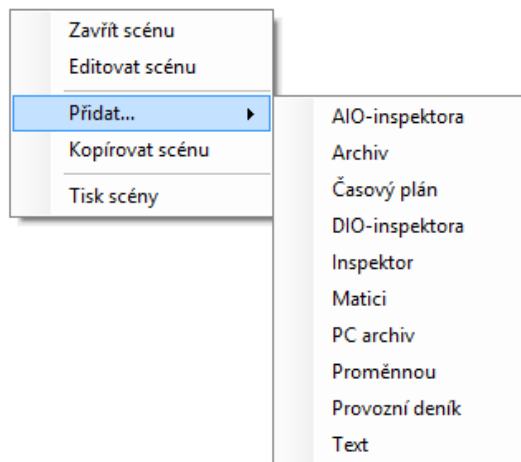 Zavřít scénu
Editovat scénu
Přidat...
Kopírovat scénu
Tisk scény
AIO-inspektora
Archiv
Časový plán
DIO-inspektora
Inspektor
Matici
PC archiv
Proměnnou
Provozní deník
Text